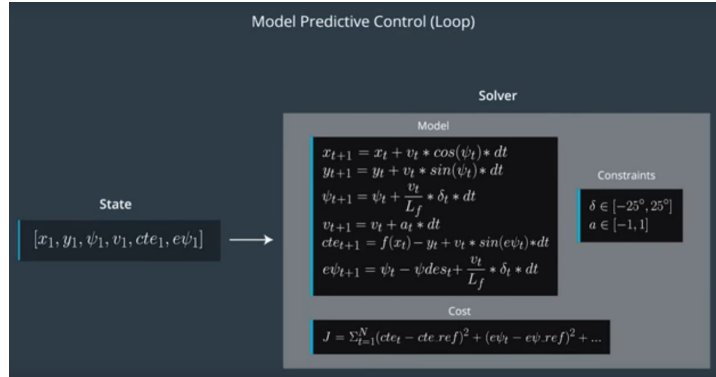 Model Predictive Control (Loop)
Solver
Model
x_{t+1} = x_t + v_t * cos(ψ_t) * dt
y_{t+1} = y_t + v_t * sin(ψ_t) * dt
ψ_{t+1} = ψ_t + \frac{v_t}{L_f} * δ_t * dt
v_{t+1} = v_t + a_t * dt
cte_{t+1} = f(x_t) - y_t + v_t * sin(eψ_t) * dt
eψ_{t+1} = ψ_t - ψdes_t + \frac{v_t}{L_f} * δ_t * dt
Constraints
δ ∈ [-25°, 25°]
a ∈ [-1, 1]
State
[x_1, y_1, ψ_1, v_1, cte_1, eψ_1]
Cost
J = Σ_{t=1}^{N} (cte_t - cte_ref)^2 + (eψ_t - eψ_ref)^2 + ...